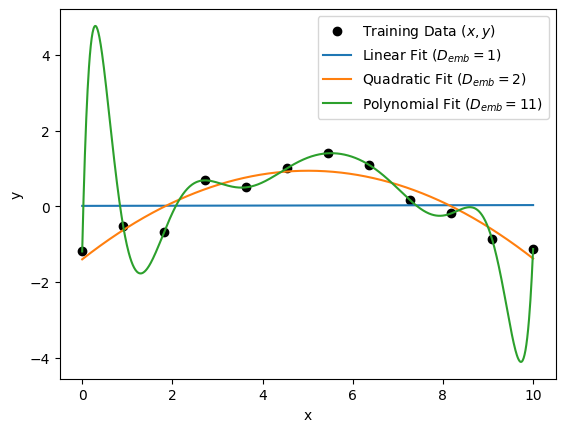 Training Data (x, y)
Linear Fit (D_emb = 1)
Quadratic Fit (D_emb = 2)
Polynomial Fit (D_emb = 11)
4
2
0
−2
−4
y
0
2
4
6
8
10
x